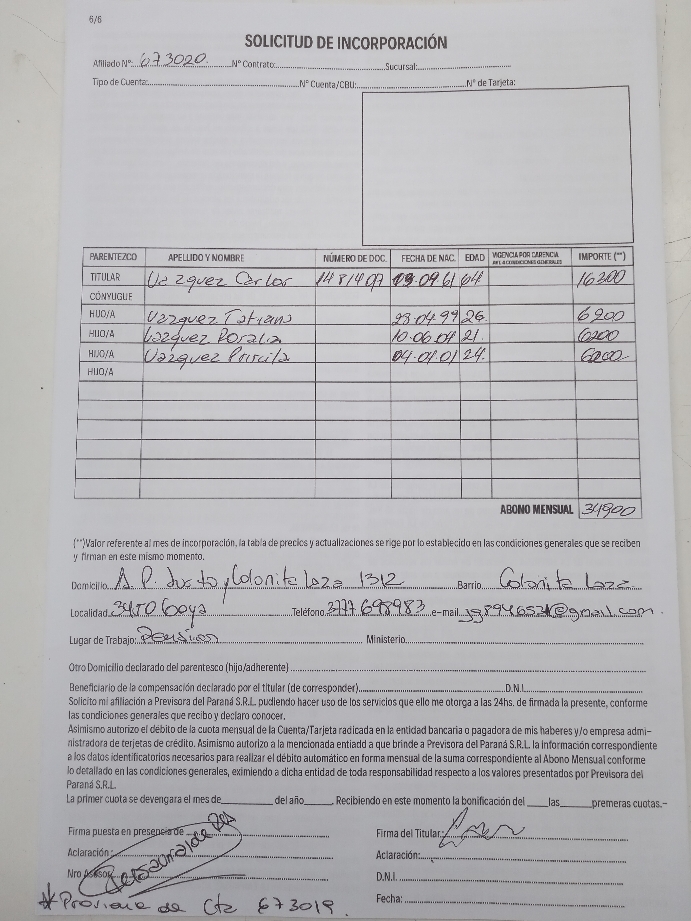 6/6
SOLICITUD DE INCORPORACIÓN
Afiliado Nº: 673020. Nº Contrato: Sucursal:
Tipo de Cuenta: Nº Cuenta/CBU: Nº de Tarjeta:
PARENTEZCO APELLIDO Y NOMBRE NÚMERO DE DOC. FECHA DE NAC. EDAD VIGENCIA POR CARENCIA IMPORTE (**)
TITULAR Vazquez Carlos 09.61 64 16200
CÓNYUGUE
HIJO/A Vazquez Tatiana 28.04.99 26. 6200
HIJO/A Vazquez Rosalia 10.06.04 21. 6200
HIJO/A Vazquez Priscila 04.01.01 24. 6200
HIJO/A
ABONO MENSUAL 34900
(**)Valor referente al mes de incorporación, la tabla de precios y actualizaciones se rige por lo establecido en las condiciones generales que se reciben
y firman en este mismo momento.
Domicilio A. P. Justo y Colonita Loza 1312 Barrio Colonita Loza
Localidad 3450 Goya Teléfono 3777 698983 e-mail @gmail.com.
Lugar de Trabajo: Pension Ministerio
Otro Domicilio declarado del parentesco (hijo/adherente)
Beneficiario de la compensación declarado por el titular (de corresponder) D.N.I.
Solicito mi afiliación a Previsora del Paraná S.R.L. pudiendo hacer uso de los servicios que ello me otorga a las 24hs. de firmada la presente, conforme
las condiciones generales que recibo y declaro conocer.
Asimismo autorizo el débito de la cuota mensual de la Cuenta/Tarjeta radicada en la entidad bancaria o pagadora de mis haberes y/o empresa admi-
nistradora de terjetas de crédito. Asimismo autorizo a la mencionada entiadd a que brinde a Previsora del Paraná S.R.L. la información correspondiente
a los datos identificatorios necesarios para realizar el débito automático en forma mensual de la suma correspondiente al Abono Mensual conforme
lo detallado en las condiciones generales, eximiendo a dicha entidad de toda responsabilidad respecto a los valores presentados por Previsora del
Paraná S.R.L.
La primer cuota se devengara el mes de del año. Recibiendo en este momento la bonificación del las premeras cuotas.-
Firma puesta en presencia de Firma del Titular:
Aclaración: Aclaración:
Nro Asesor D.N.I.
Fecha:
* Proviene de Cta 673019.